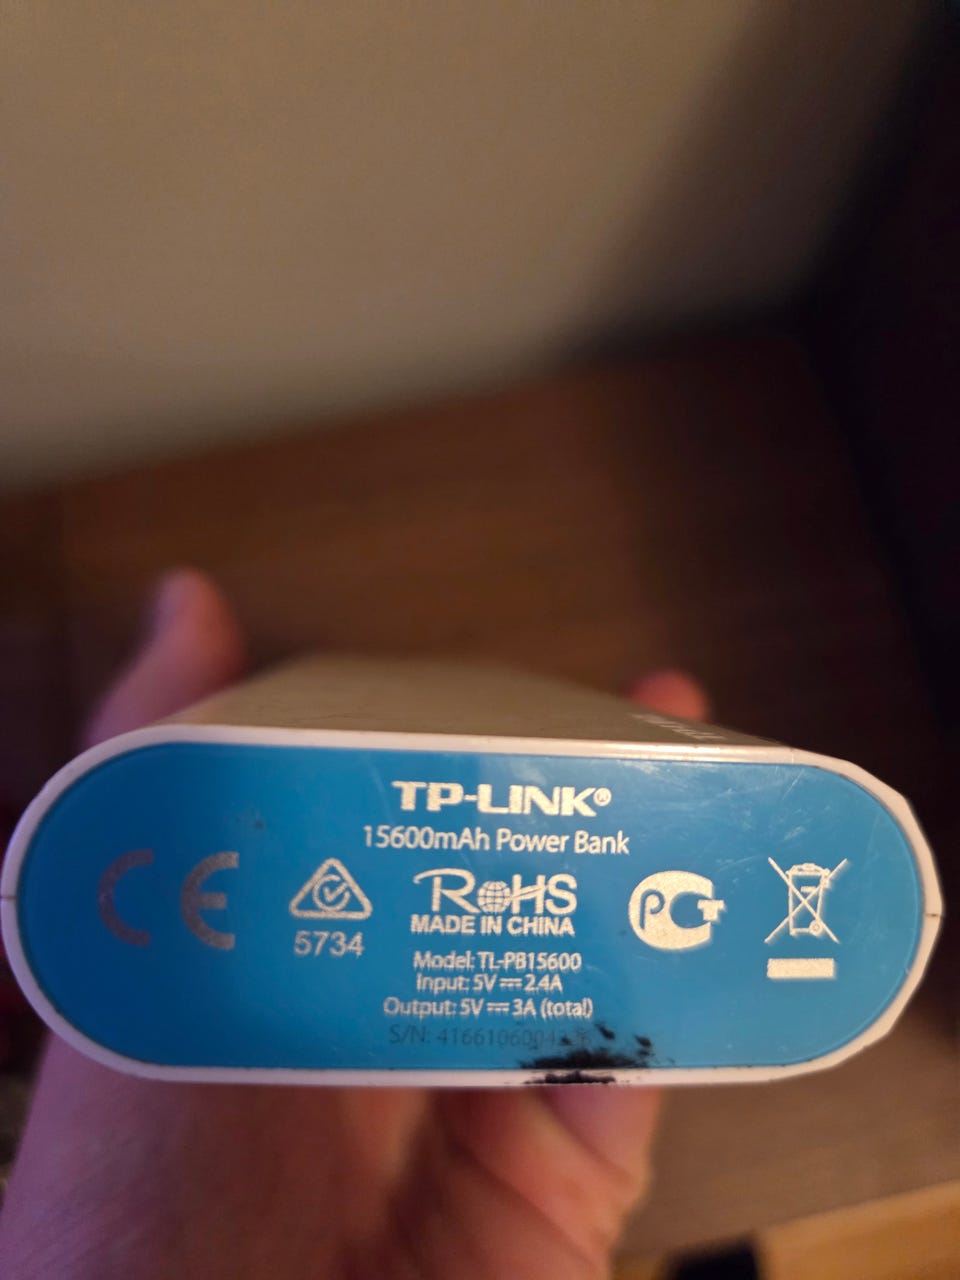 TP-LINK®
15600mAh Power Bank
CE
5734
RoHS
MADE IN CHINA
Model: TL-PB15600
Input: 5V ⎓ 2.4A
Output: 5V ⎓ 3A (total)
S/N: